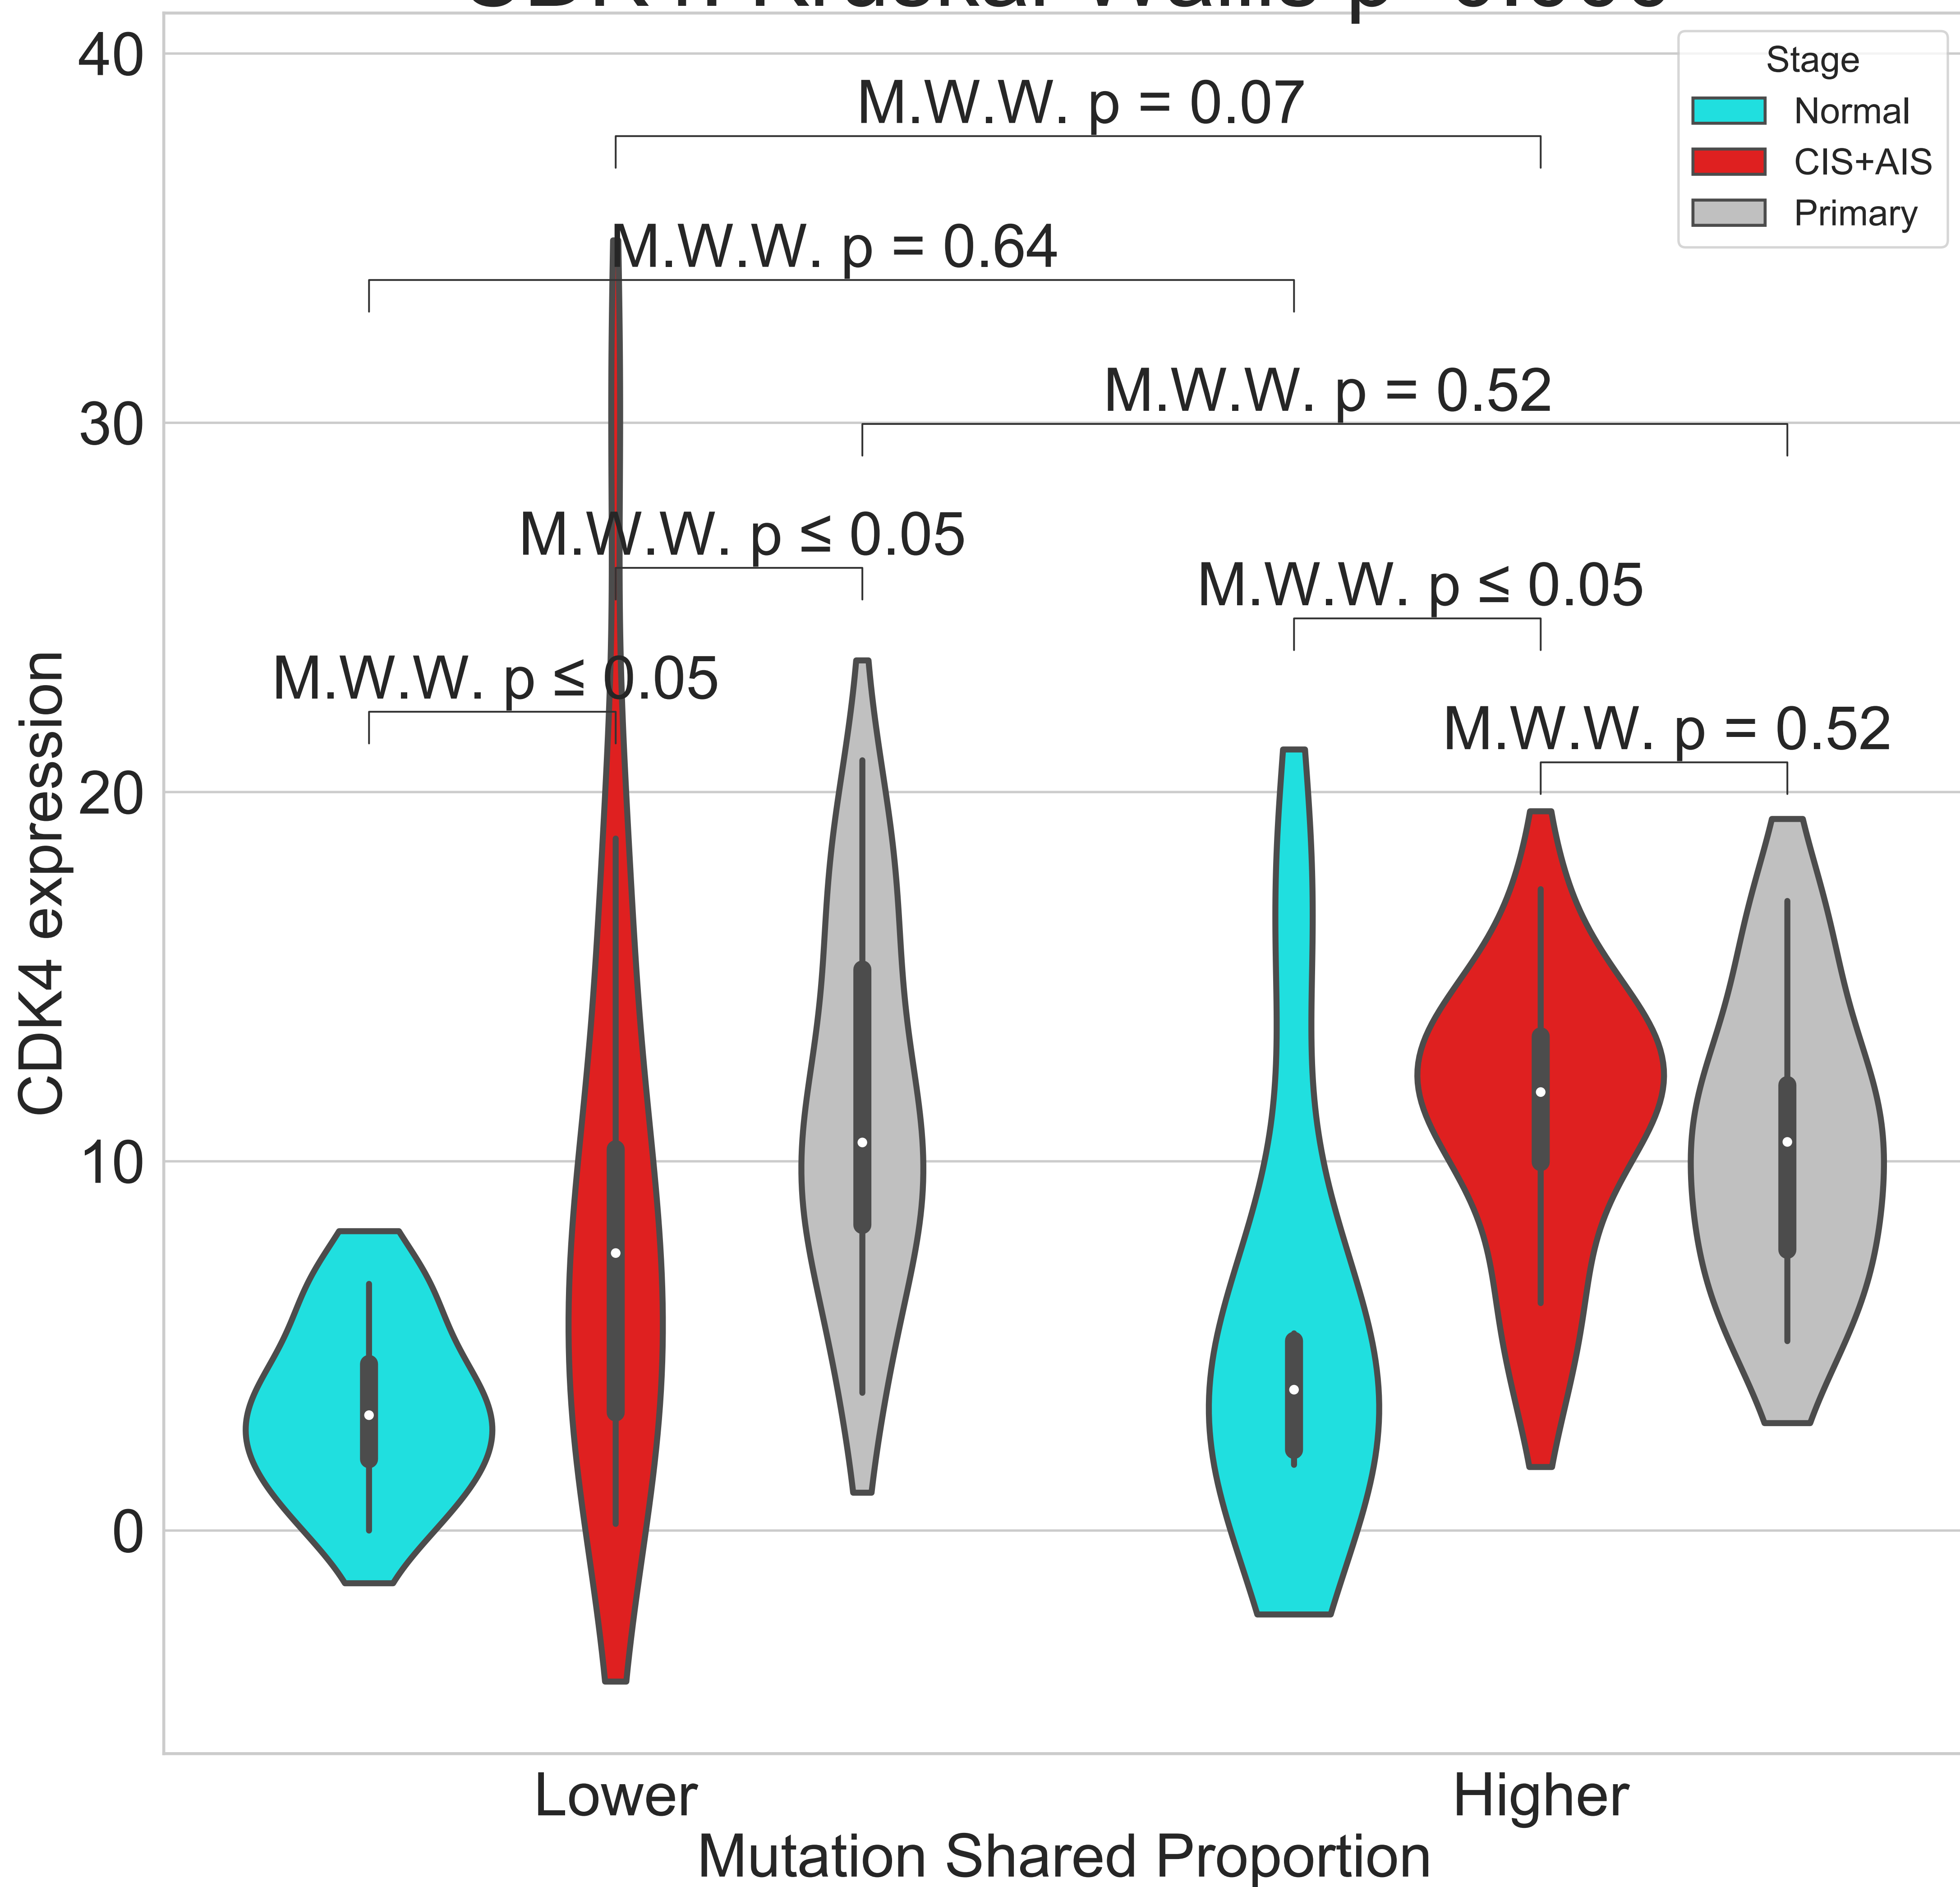 40
M.W.W. p = 0.07
Stage
Normal
CIS+AIS
Primary
M.W.W. p = 0.64
30
M.W.W. p = 0.52
M.W.W. p ≤ 0.05
M.W.W. p ≤ 0.05
M.W.W. p ≤ 0.05
M.W.W. p = 0.52
20
10
0
CDK4 expression
Lower
Higher
Mutation Shared Proportion